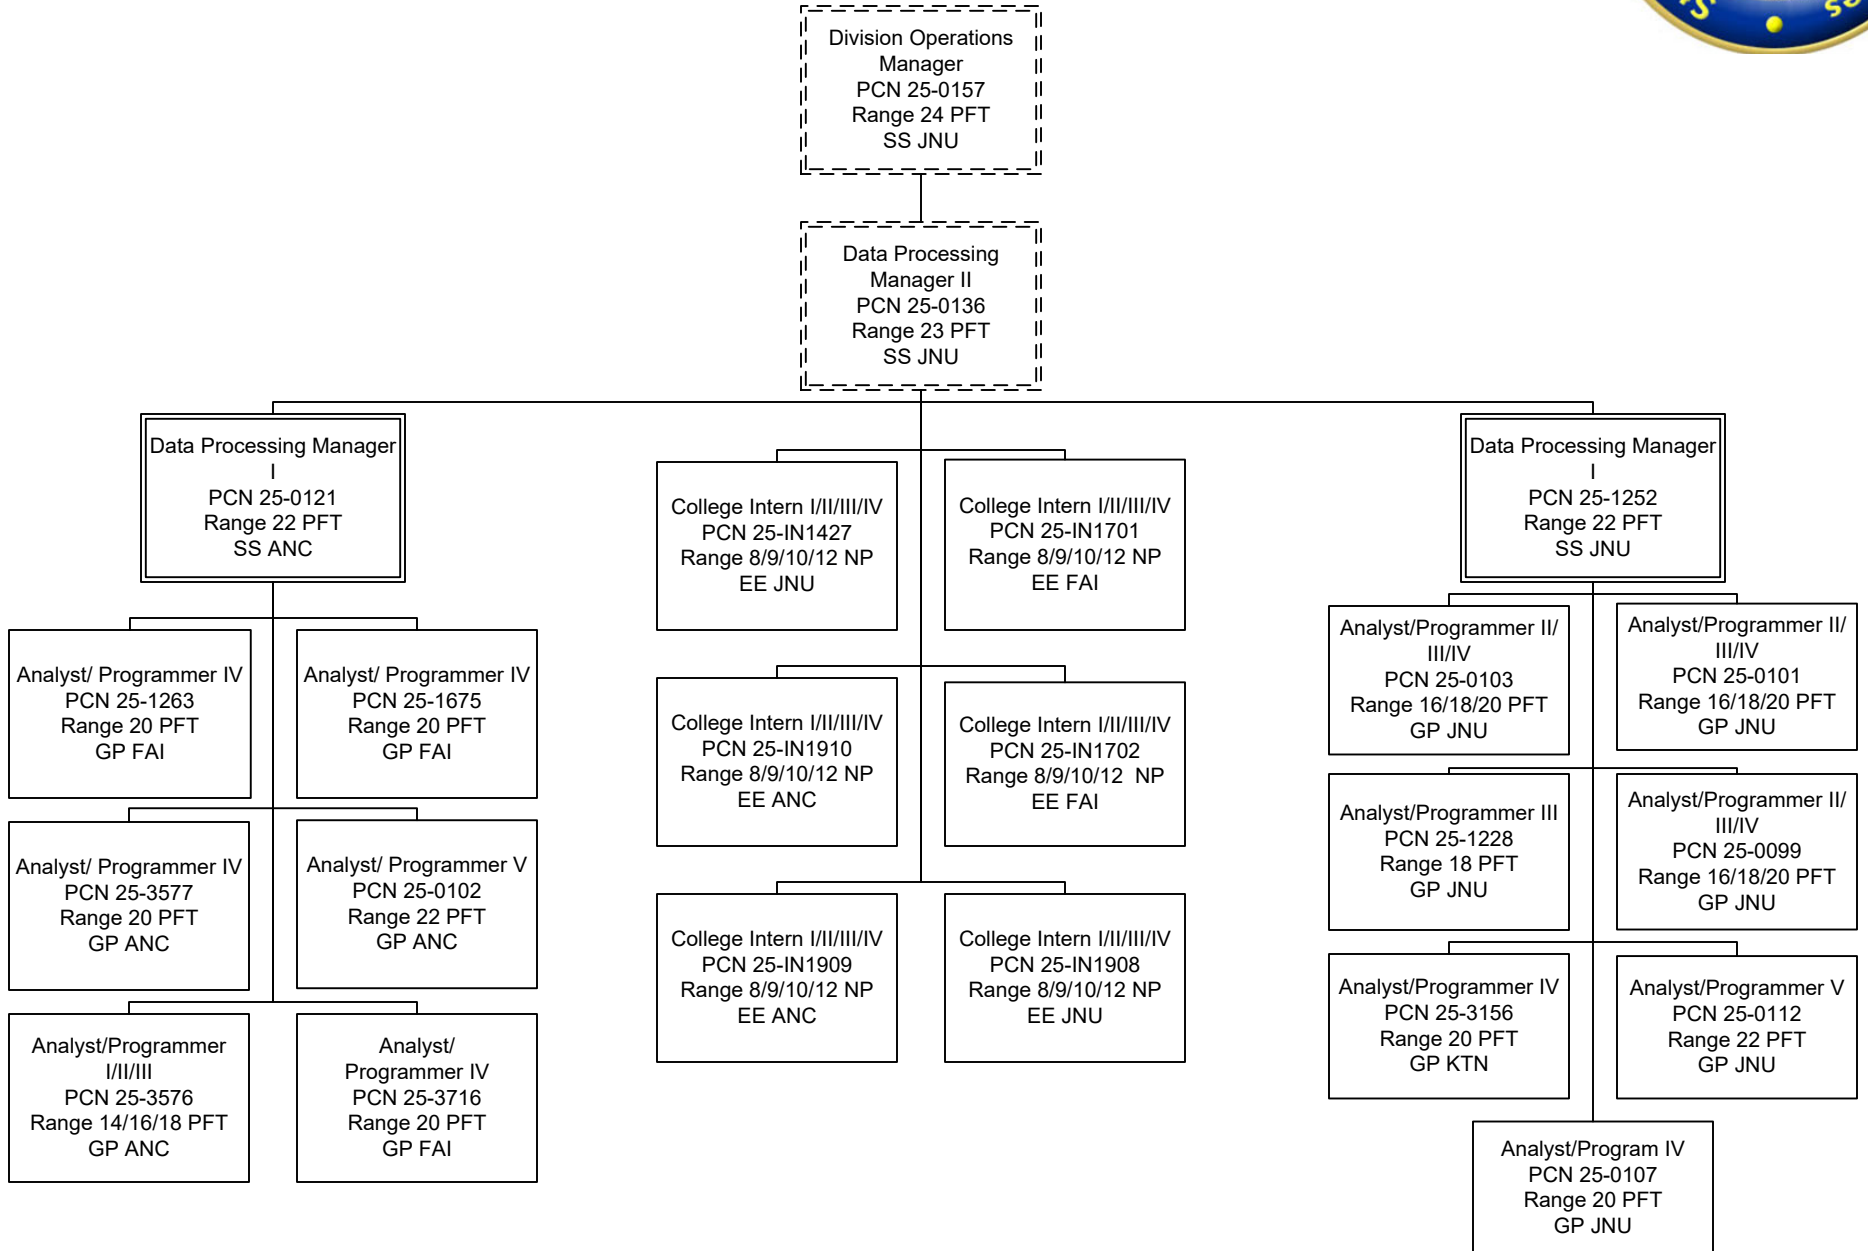 Division Operations
Manager
PCN 25-0157
Range 24 PFT
SS JNU
Data Processing
Manager II
PCN 25-0136
Range 23 PFT
SS JNU
Data Processing Manager
I
PCN 25-0121
Range 22 PFT
SS ANC
Analyst/ Programmer IV
PCN 25-1263
Range 20 PFT
GP FAI
Analyst/ Programmer IV
PCN 25-1675
Range 20 PFT
GP FAI
Analyst/ Programmer IV
PCN 25-3577
Range 20 PFT
GP ANC
Analyst/ Programmer V
PCN 25-0102
Range 22 PFT
GP ANC
Analyst/Programmer
I/II/III
PCN 25-3576
Range 14/16/18 PFT
GP ANC
Analyst/
Programmer IV
PCN 25-3716
Range 20 PFT
GP FAI
College Intern I/II/III/IV
PCN 25-IN1427
Range 8/9/10/12 NP
EE JNU
College Intern I/II/III/IV
PCN 25-IN1701
Range 8/9/10/12 NP
EE FAI
College Intern I/II/III/IV
PCN 25-IN1910
Range 8/9/10/12 NP
EE ANC
College Intern I/II/III/IV
PCN 25-IN1702
Range 8/9/10/12  NP
EE FAI
College Intern I/II/III/IV
PCN 25-IN1909
Range 8/9/10/12 NP
EE ANC
College Intern I/II/III/IV
PCN 25-IN1908
Range 8/9/10/12 NP
EE JNU
Data Processing Manager
I
PCN 25-1252
Range 22 PFT
SS JNU
Analyst/Programmer II/
III/IV
PCN 25-0103
Range 16/18/20 PFT
GP JNU
Analyst/Programmer II/
III/IV
PCN 25-0101
Range 16/18/20 PFT
GP JNU
Analyst/Programmer III
PCN 25-1228
Range 18 PFT
GP JNU
Analyst/Programmer II/
III/IV
PCN 25-0099
Range 16/18/20 PFT
GP JNU
Analyst/Programmer IV
PCN 25-3156
Range 20 PFT
GP KTN
Analyst/Programmer V
PCN 25-0112
Range 22 PFT
GP JNU
Analyst/Program IV
PCN 25-0107
Range 20 PFT
GP JNU